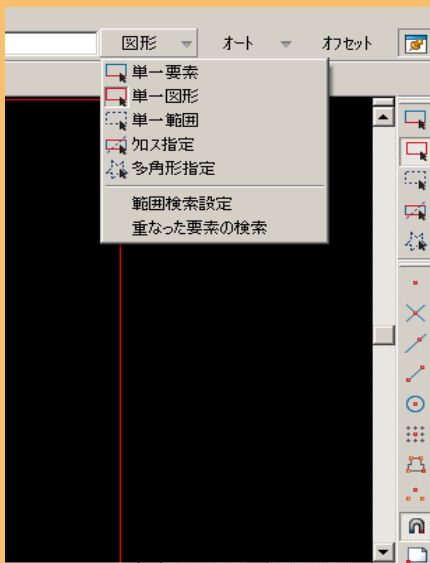 図形 オート オフセット
単一要素
単一図形
単一範囲
クロス指定
多角形指定
範囲検索設定
重なった要素の検索